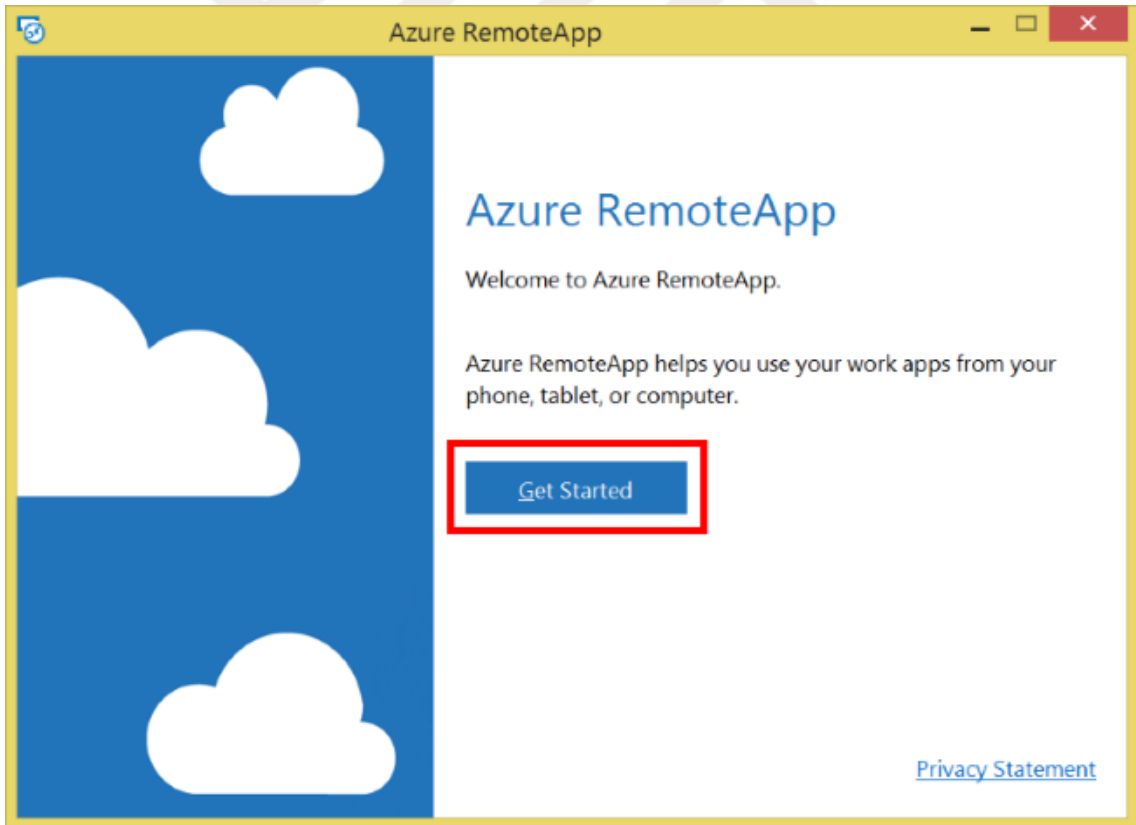 Azure RemoteApp
Azure RemoteApp
Welcome to Azure RemoteApp.
Azure RemoteApp helps you use your work apps from your
phone, tablet, or computer.
Get Started
Privacy Statement